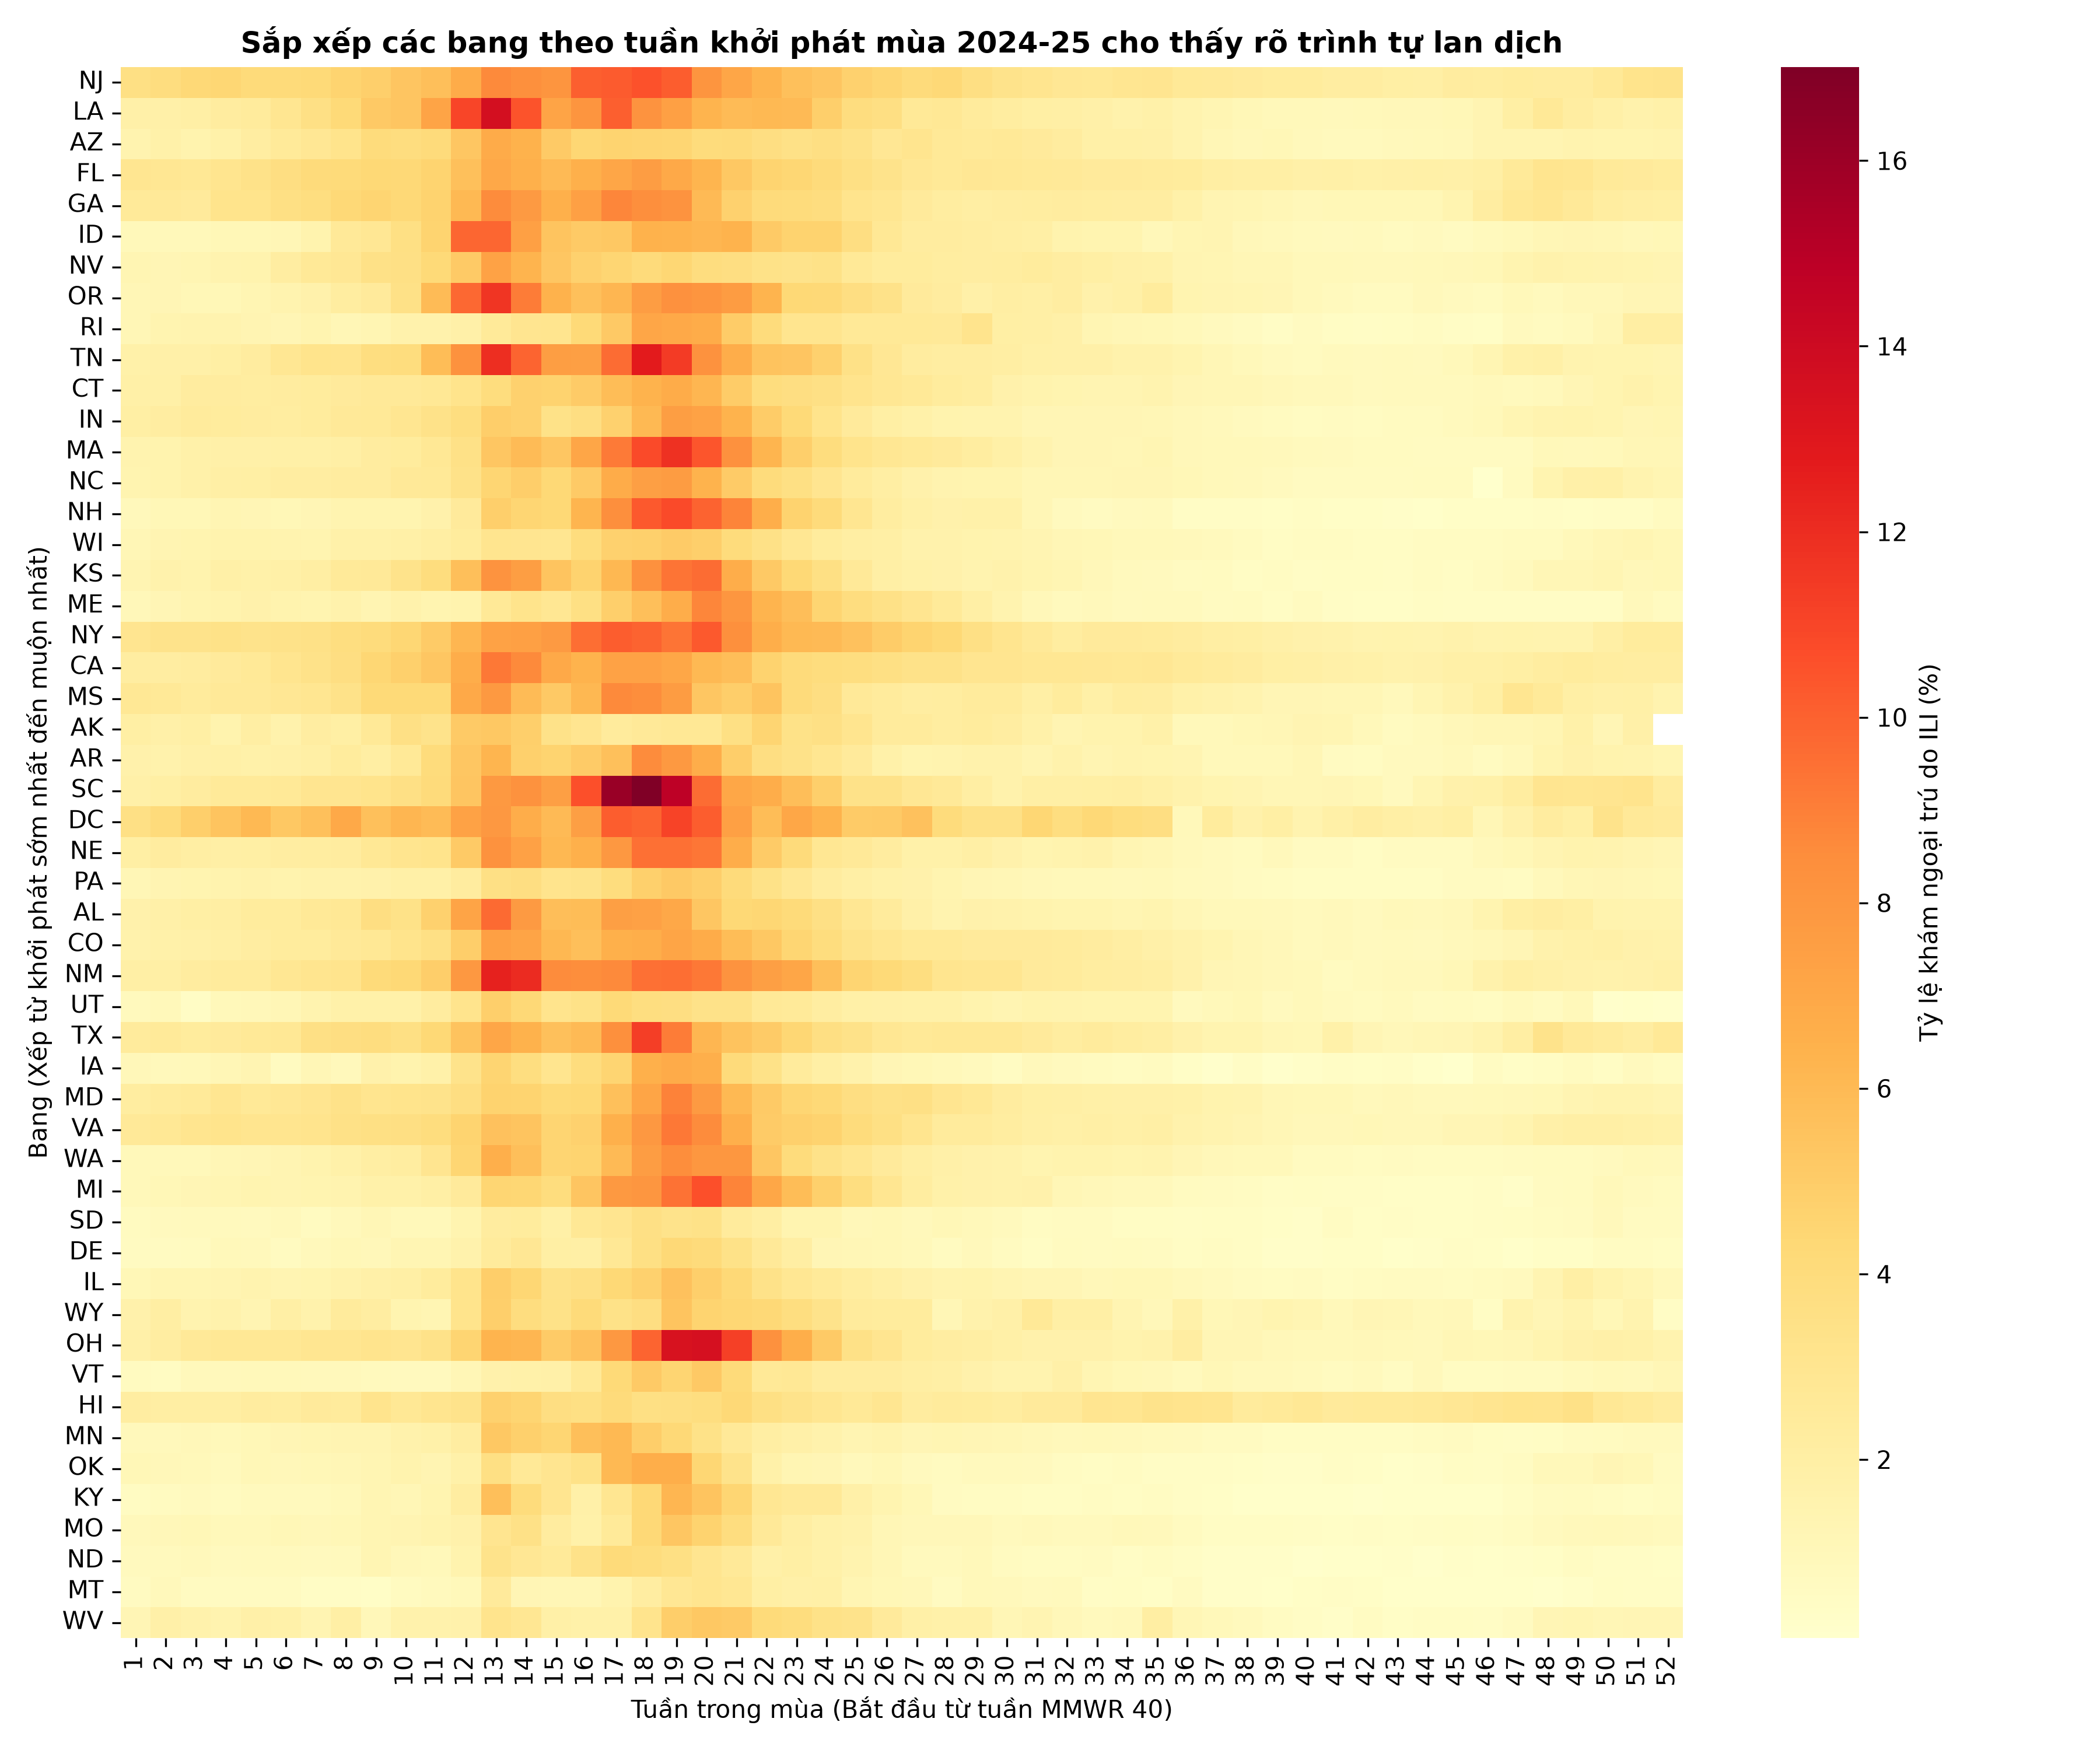 Sắp xếp các bang theo tuần khởi phát mùa 2024-25 cho thấy rõ trình tự lan dịch
Bang (Xếp từ khởi phát sớm nhất đến muộn nhất)
NJ
LA
AZ
FL
GA
ID
NV
OR
RI
TN
CT
IN
MA
NC
NH
WI
KS
ME
NY
CA
MS
AK
AR
SC
DC
NE
PA
AL
CO
NM
UT
TX
IA
MD
VA
WA
MI
SD
DE
IL
WY
OH
VT
HI
MN
OK
KY
MO
ND
MT
WV
1 2 3 4 5 6 7 8 9 10 11 12 13 14 15 16 17 18 19 20 21 22 23 24 25 26 27 28 29 30 31 32 33 34 35 36 37 38 39 40 41 42 43 44 45 46 47 48 49 50 51 52
Tuần trong mùa (Bắt đầu từ tuần MMWR 40)
16
14
12
10
8
6
4
2
Tỷ lệ khám ngoại trú do ILI (%)